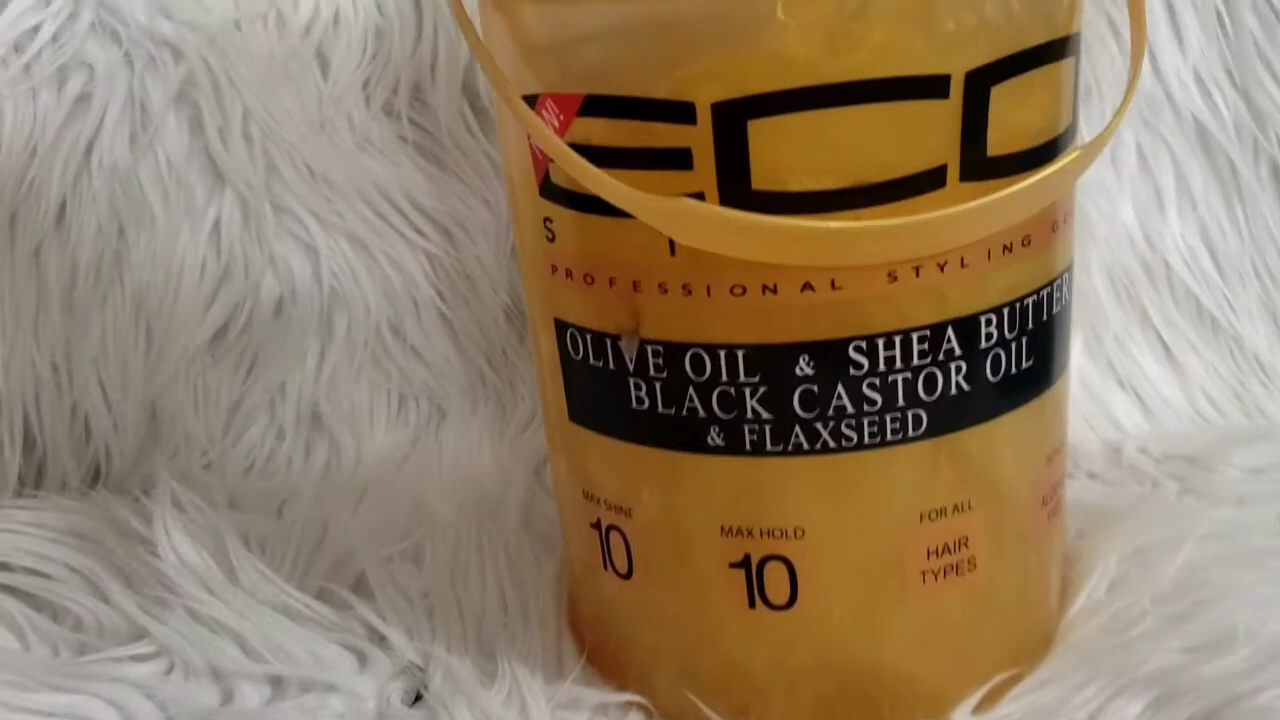 NEW!
ECO
S
PROFESSIONAL STYLING
OLIVE OIL & SHEA BUTTER
BLACK CASTOR OIL
& FLAXSEED
MAX SHINE
10
MAX HOLD
10
FOR ALL
HAIR
TYPES